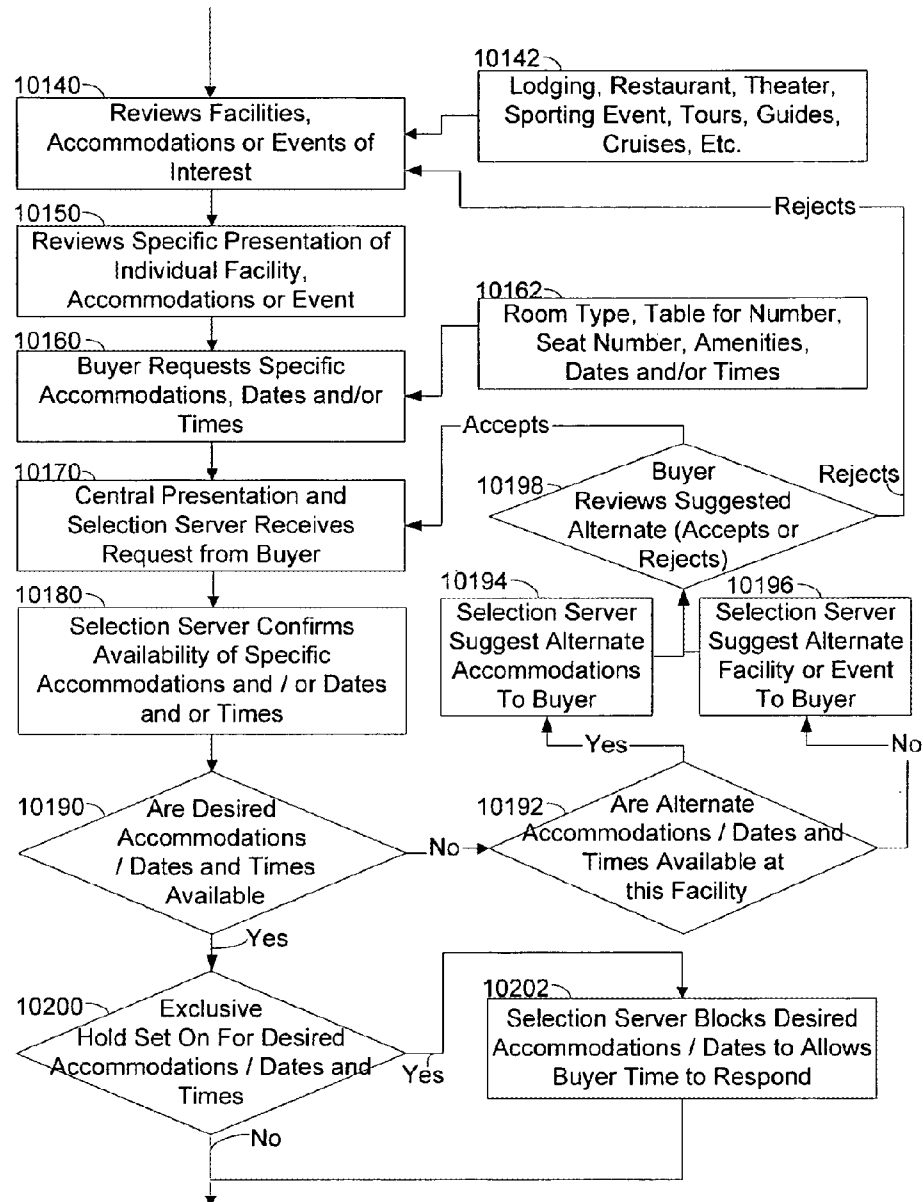 10140
Reviews Facilities,
Accommodations or Events of
Interest
10142
Lodging, Restaurant, Theater,
Sporting Event, Tours, Guides,
Cruises, Etc.
Rejects
10150
Reviews Specific Presentation of
Individual Facility,
Accommodations or Event
10162
Room Type, Table for Number,
Seat Number, Amenities,
Dates and/or Times
10160
Buyer Requests Specific
Accommodations, Dates and/or
Times
Accepts
10170
Central Presentation and
Selection Server Receives
Request from Buyer
10198
Buyer
Reviews Suggested
Alternate (Accepts or
Rejects)
Rejects
10180
Selection Server Confirms
Availability of Specific
Accommodations and / or Dates
and or Times
10194
Selection Server
Suggest Alternate
Accommodations
To Buyer
10196
Selection Server
Suggest Alternate
Facility or Event
To Buyer
Yes
No
10190
Are Desired
Accommodations
/ Dates and Times
Available
No
10192
Are Alternate
Accommodations / Dates and
Times Available at
this Facility
Yes
10200
Exclusive
Hold Set On For Desired
Accommodations / Dates and
Times
Yes
10202
Selection Server Blocks Desired
Accommodations / Dates to Allows
Buyer Time to Respond
No